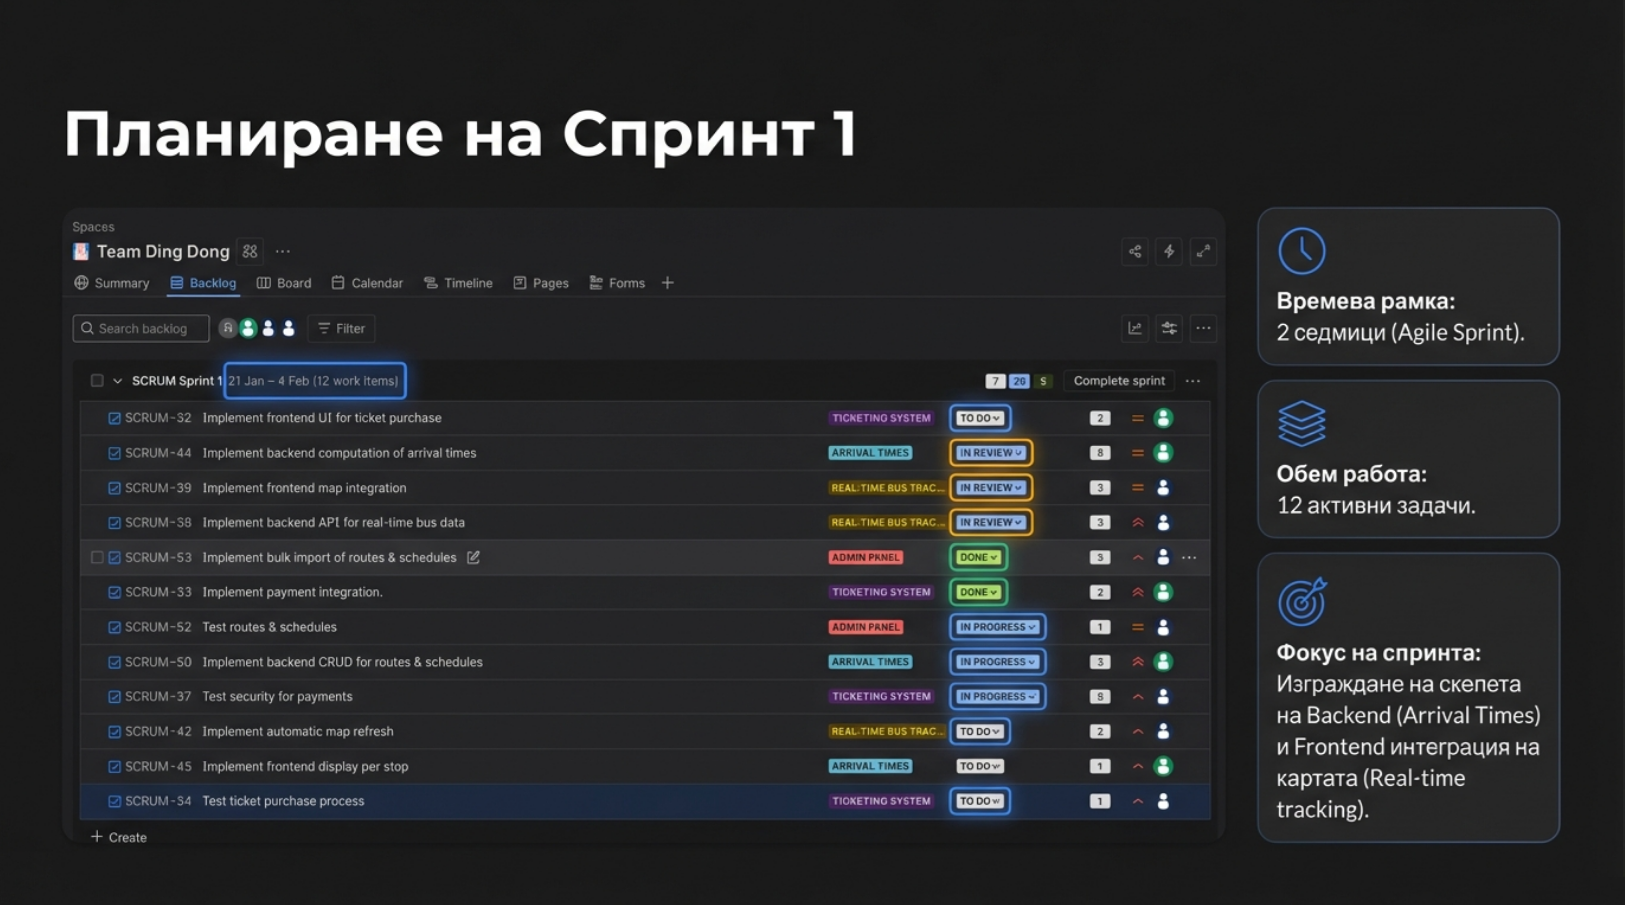 Планиране на Спринт 1
Spaces
Team Ding Dong
Summary Backlog Board Calendar Timeline Pages Forms
Search backlog Filter
SCRUM Sprint 1 21 Jan – 4 Feb (12 work Items) 7 20 S Complete sprint
SCRUM-32 Implement frontend UI for ticket purchase TICKETING SYSTEM TO DO 2
SCRUM-44 Implement backend computation of arrival times ARRIVAL TIMES IN REVIEW 8
SCRUM-39 Implement frontend map integration REAL-TIME BUS TRAC... IN REVIEW 3
SCRUM-38 Implement backend API for real-time bus data REAL-TIME BUS TRAC... IN REVIEW 3
SCRUM-53 Implement bulk import of routes & schedules ADMIN PANEL DONE 3
SCRUM-33 Implement payment integration. TICKETING SYSTEM DONE 2
SCRUM-52 Test routes & schedules ADMIN PANEL IN PROGRESS 1
SCRUM-50 Implement backend CRUD for routes & schedules ARRIVAL TIMES IN PROGRESS 3
SCRUM-37 Test security for payments TICKETING SYSTEM IN PROGRESS 8
SCRUM-42 Implement automatic map refresh REAL-TIME BUS TRAC... TO DO 2
SCRUM-45 Implement frontend display per stop ARRIVAL TIMES TO DO 1
SCRUM-34 Test ticket purchase process TICKETING SYSTEM TO DO 1
Create
Времева рамка:
2 седмици (Agile Sprint).
Обем работа:
12 активни задачи.
Фокус на спринта:
Изграждане на скепета
на Backend (Arrival Times)
и Frontend интеграция на
картата (Real-time
tracking).